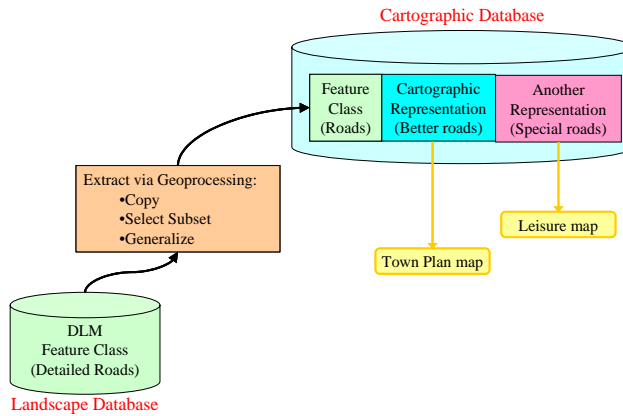 Cartographic Database
Feature
Class
(Roads)
Cartographic
Representation
(Better roads)
Another
Representation
(Special roads)
Extract via Geoprocessing:
•Copy
•Select Subset
•Generalize
Leisure map
Town Plan map
DLM
Feature Class
(Detailed Roads)
Landscape Database